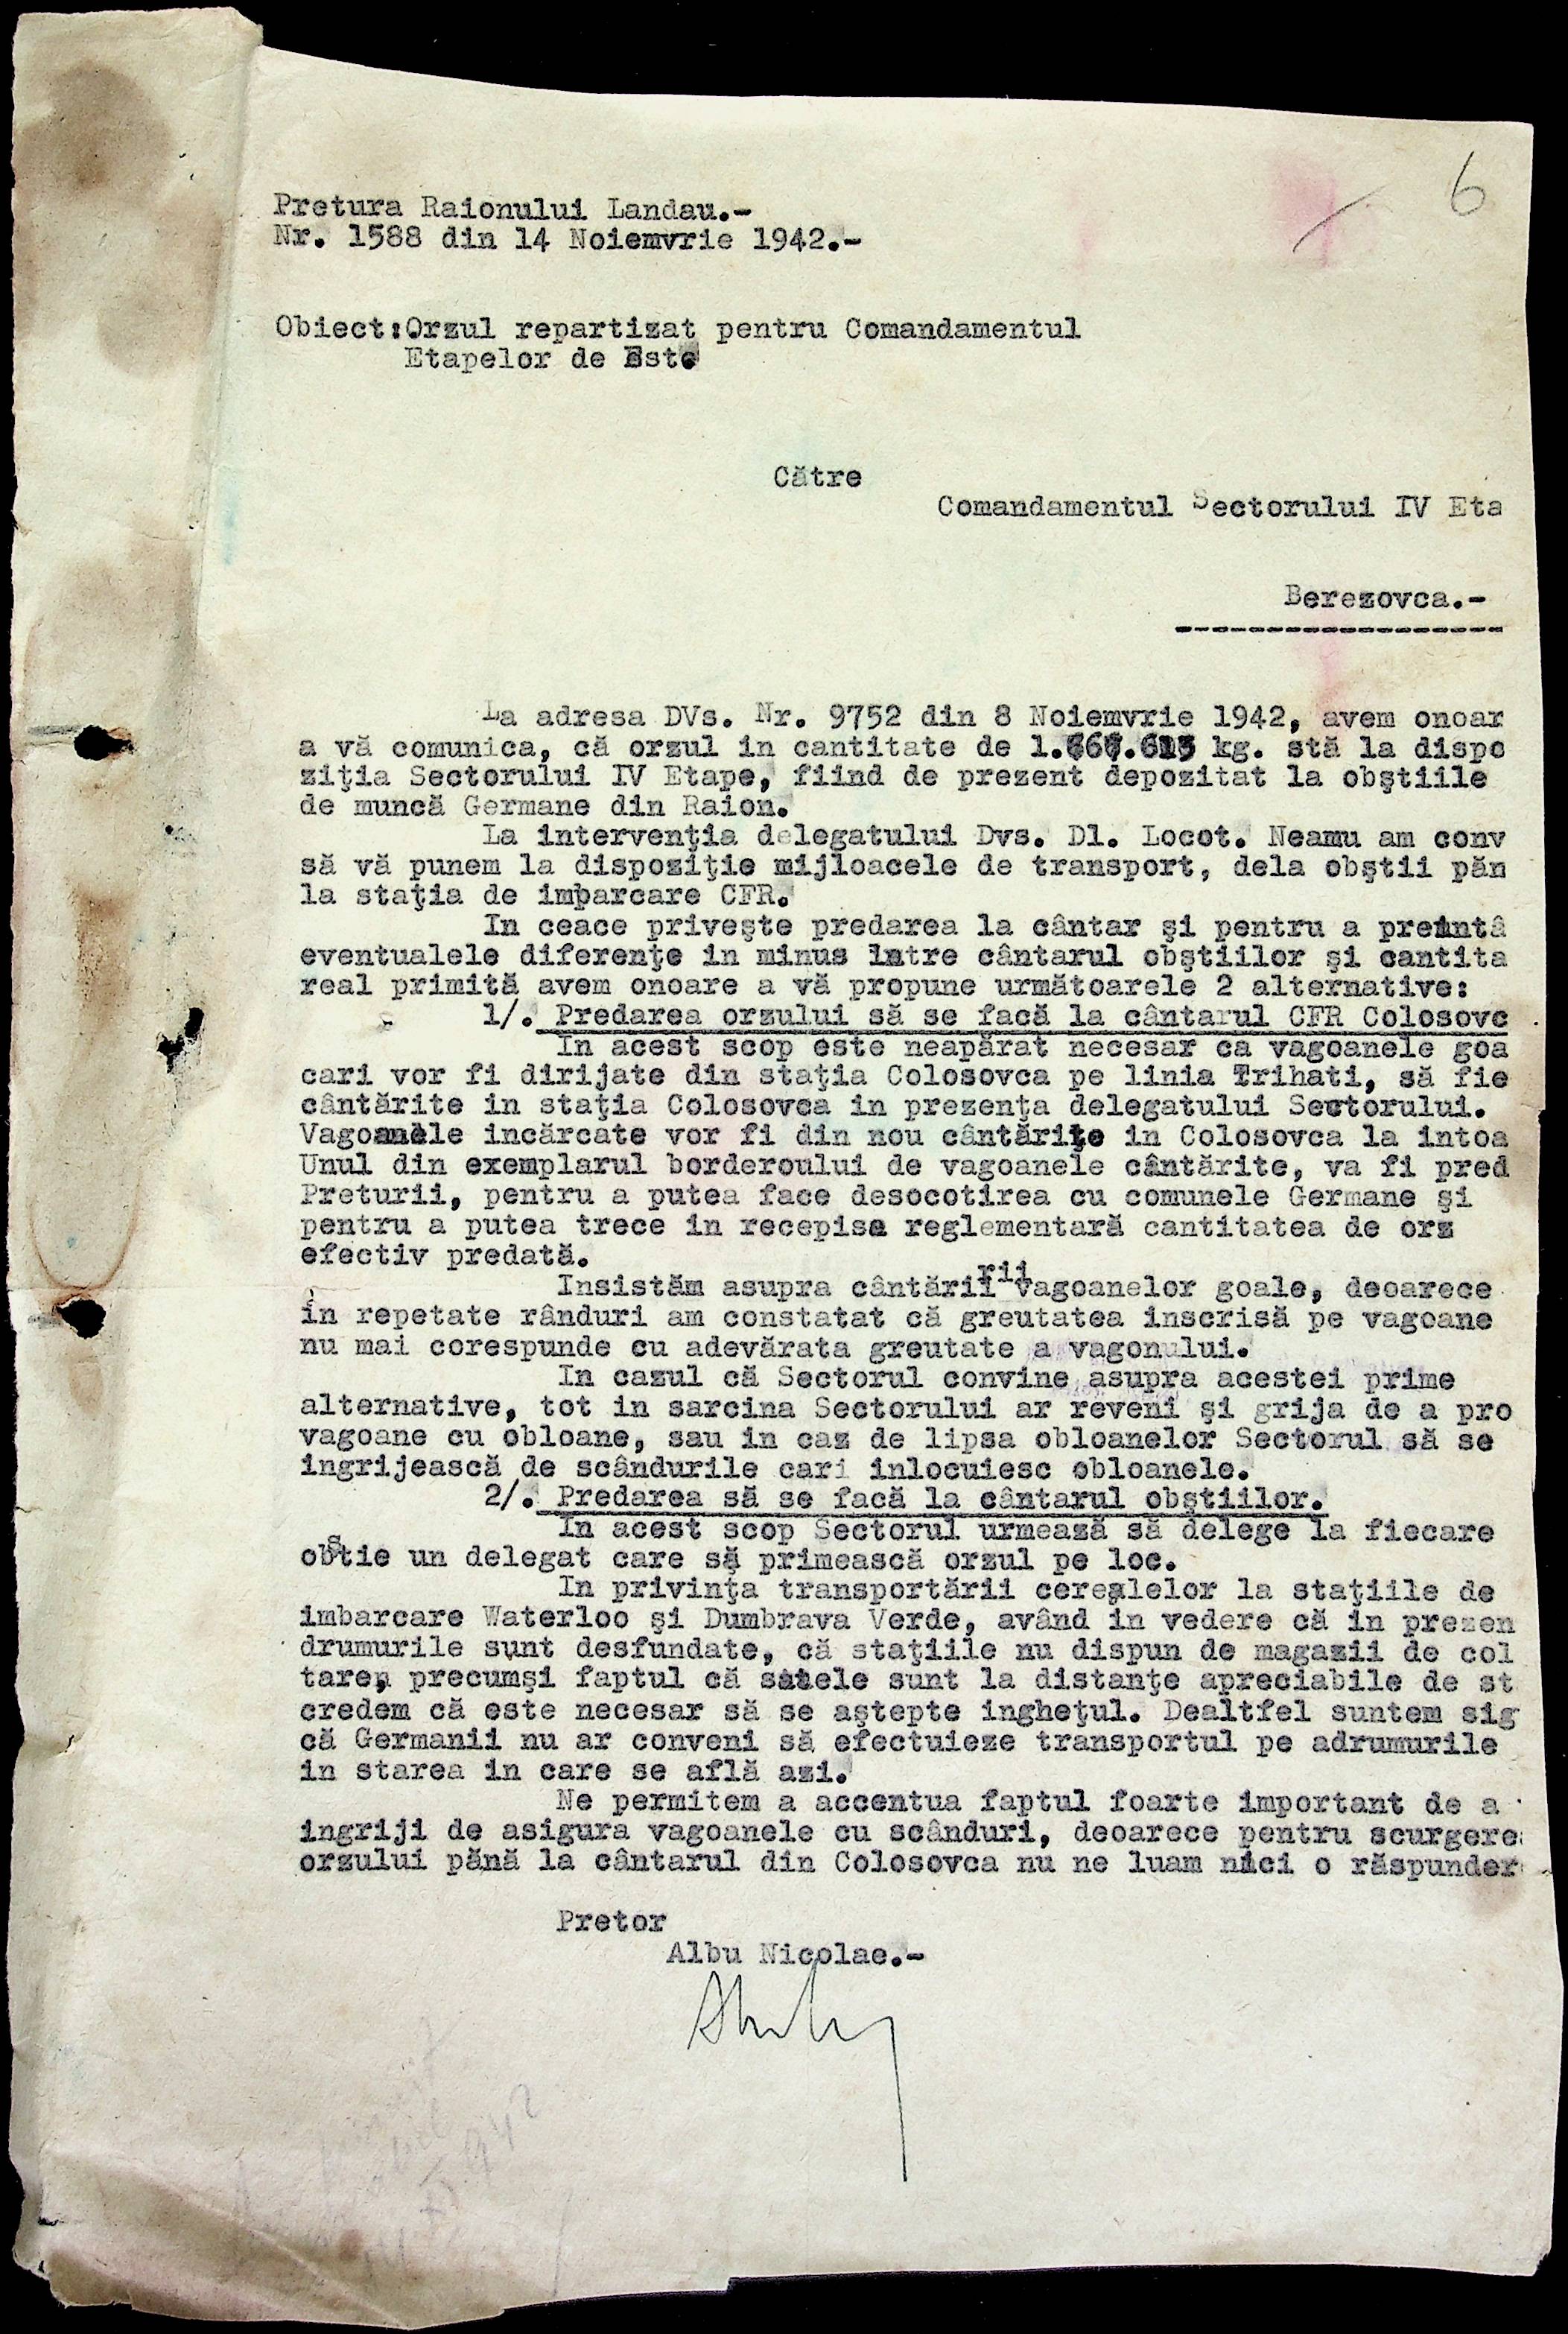 6
Pretura Raionului Landau.-
Nr. 1588 din 14 Noiemvrie 1942.-
Obiect:Orzul repartizat pentru Comandamentul
Etapelor de Este
Către
Comandamentul Sectorului IV Eta
Berezovca.-
La adresa DVs. Nr. 9752 din 8 Noiemvrie 1942, avem onoar
a vă comunica, că orzul in cantitate de kg. stă la dispo
ziţia Sectorului IV Etape, fiind de prezent depozitat la obştiile
de muncă Germane din Raion.
La intervenţia delegatului Dvs. Dl. Locot. Neamu am conv
să vă punem la dispoziţie mijloacele de transport, dela obştii păn
la staţia de imbarcare CFR.
In ceace priveşte predarea la cântar şi pentru a preintâ
eventualele diferenţe in minus intre cântarul obştiilor şi cantita
real primită avem onoare a vă propune următoarele 2 alternative:
1/. Predarea orzului să se facă la cântarul CFR Colosovc
In acest scop este neapărat necesar ca vagoanele goa
cari vor fi dirijate din staţia Colosovca pe linia Trihati, să fie
cântărite in staţia Colosovca in prezenţa delegatului Sectorului.
Vagoanele incărcate vor fi din nou cântărite in Colosovca la intoa
Unul din exemplarul borderoului de vagoanele cântărite, va fi pred
Preturii, pentru a putea face desocotirea cu comunele Germane şi
pentru a putea trece in recepisa reglementară cantitatea de orz
efectiv predată.
Insistăm asupra cântării rii vagoanelor goale, deoarece
in repetate rânduri am constatat că greutatea inscrisă pe vagoane
nu mai corespunde cu adevărata greutate a vagonului.
In cazul că Sectorul convine asupra acestei prime
alternative, tot in sarcina Sectorului ar reveni şi grija de a pro
vagoane cu obloane, sau in caz de lipsa obloanelor Sectorul să se
ingrijească de scândurile cari inlocuiesc obloanele.
2/. Predarea să se facă la cântarul obştiilor.
In acest scop Sectorul urmează să delege la fiecare
obstie un delegat care să primească orzul pe loc.
In privinţa transportării cerealelor la staţiile de
imbarcare Waterloo şi Dumbrava Verde, având in vedere că in prezen
drumurile sunt desfundate, că staţiile nu dispun de magazii de col
tare, precumşi faptul că satele sunt la distanţe apreciabile de st
credem că este necesar să se aştepte ingheţul. Dealtfel suntem sig
că Germanii nu ar conveni să efectuieze transportul pe adrumurile
in starea in care se află azi.
Ne permitem a accentua faptul foarte important de a
ingriji de asigura vagoanele cu scânduri, deoarece pentru scurgere
orzului până la cântarul din Colosovca nu ne luam nici o răspunder
Pretor
Albu Nicolae.-